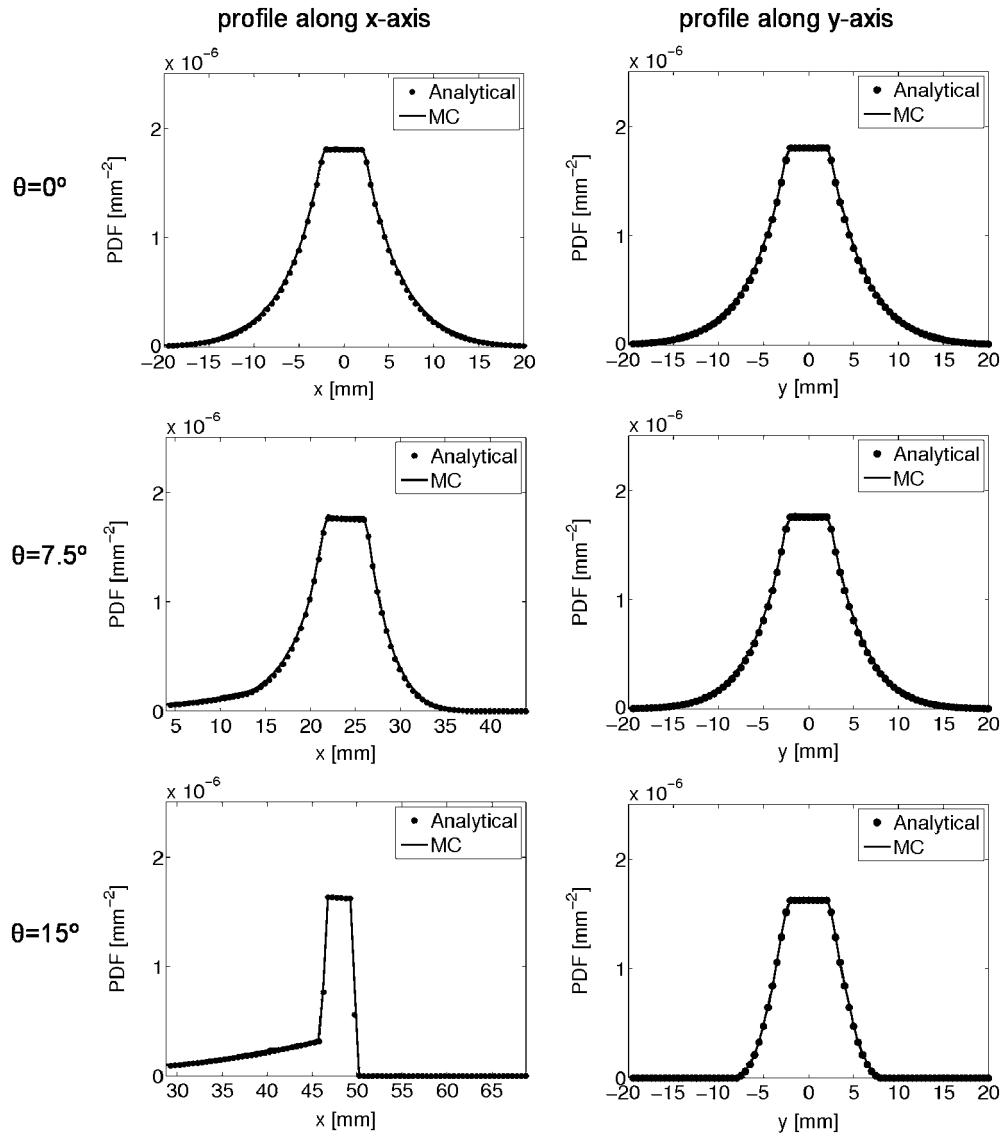 profile along x-axis
profile along y-axis
θ=0º
x 10⁻⁶
PDF [mm⁻²]
2
1
0
Analytical
MC
−20 −15 −10 −5 0 5 10 15 20
x [mm]
x 10⁻⁶
PDF [mm⁻²]
2
1
0
Analytical
MC
−20 −15 −10 −5 0 5 10 15 20
y [mm]
θ=7.5º
x 10⁻⁶
PDF [mm⁻²]
2
1
0
Analytical
MC
5 10 15 20 25 30 35 40
x [mm]
x 10⁻⁶
PDF [mm⁻²]
2
1
0
Analytical
MC
−20 −15 −10 −5 0 5 10 15 20
y [mm]
θ=15º
x 10⁻⁶
PDF [mm⁻²]
2
1
0
Analytical
MC
30 35 40 46 50 55 60 65
x [mm]
x 10⁻⁶
PDF [mm⁻²]
2
1
0
Analytical
MC
−20 −15 −10 −5 0 5 10 15 20
y [mm]